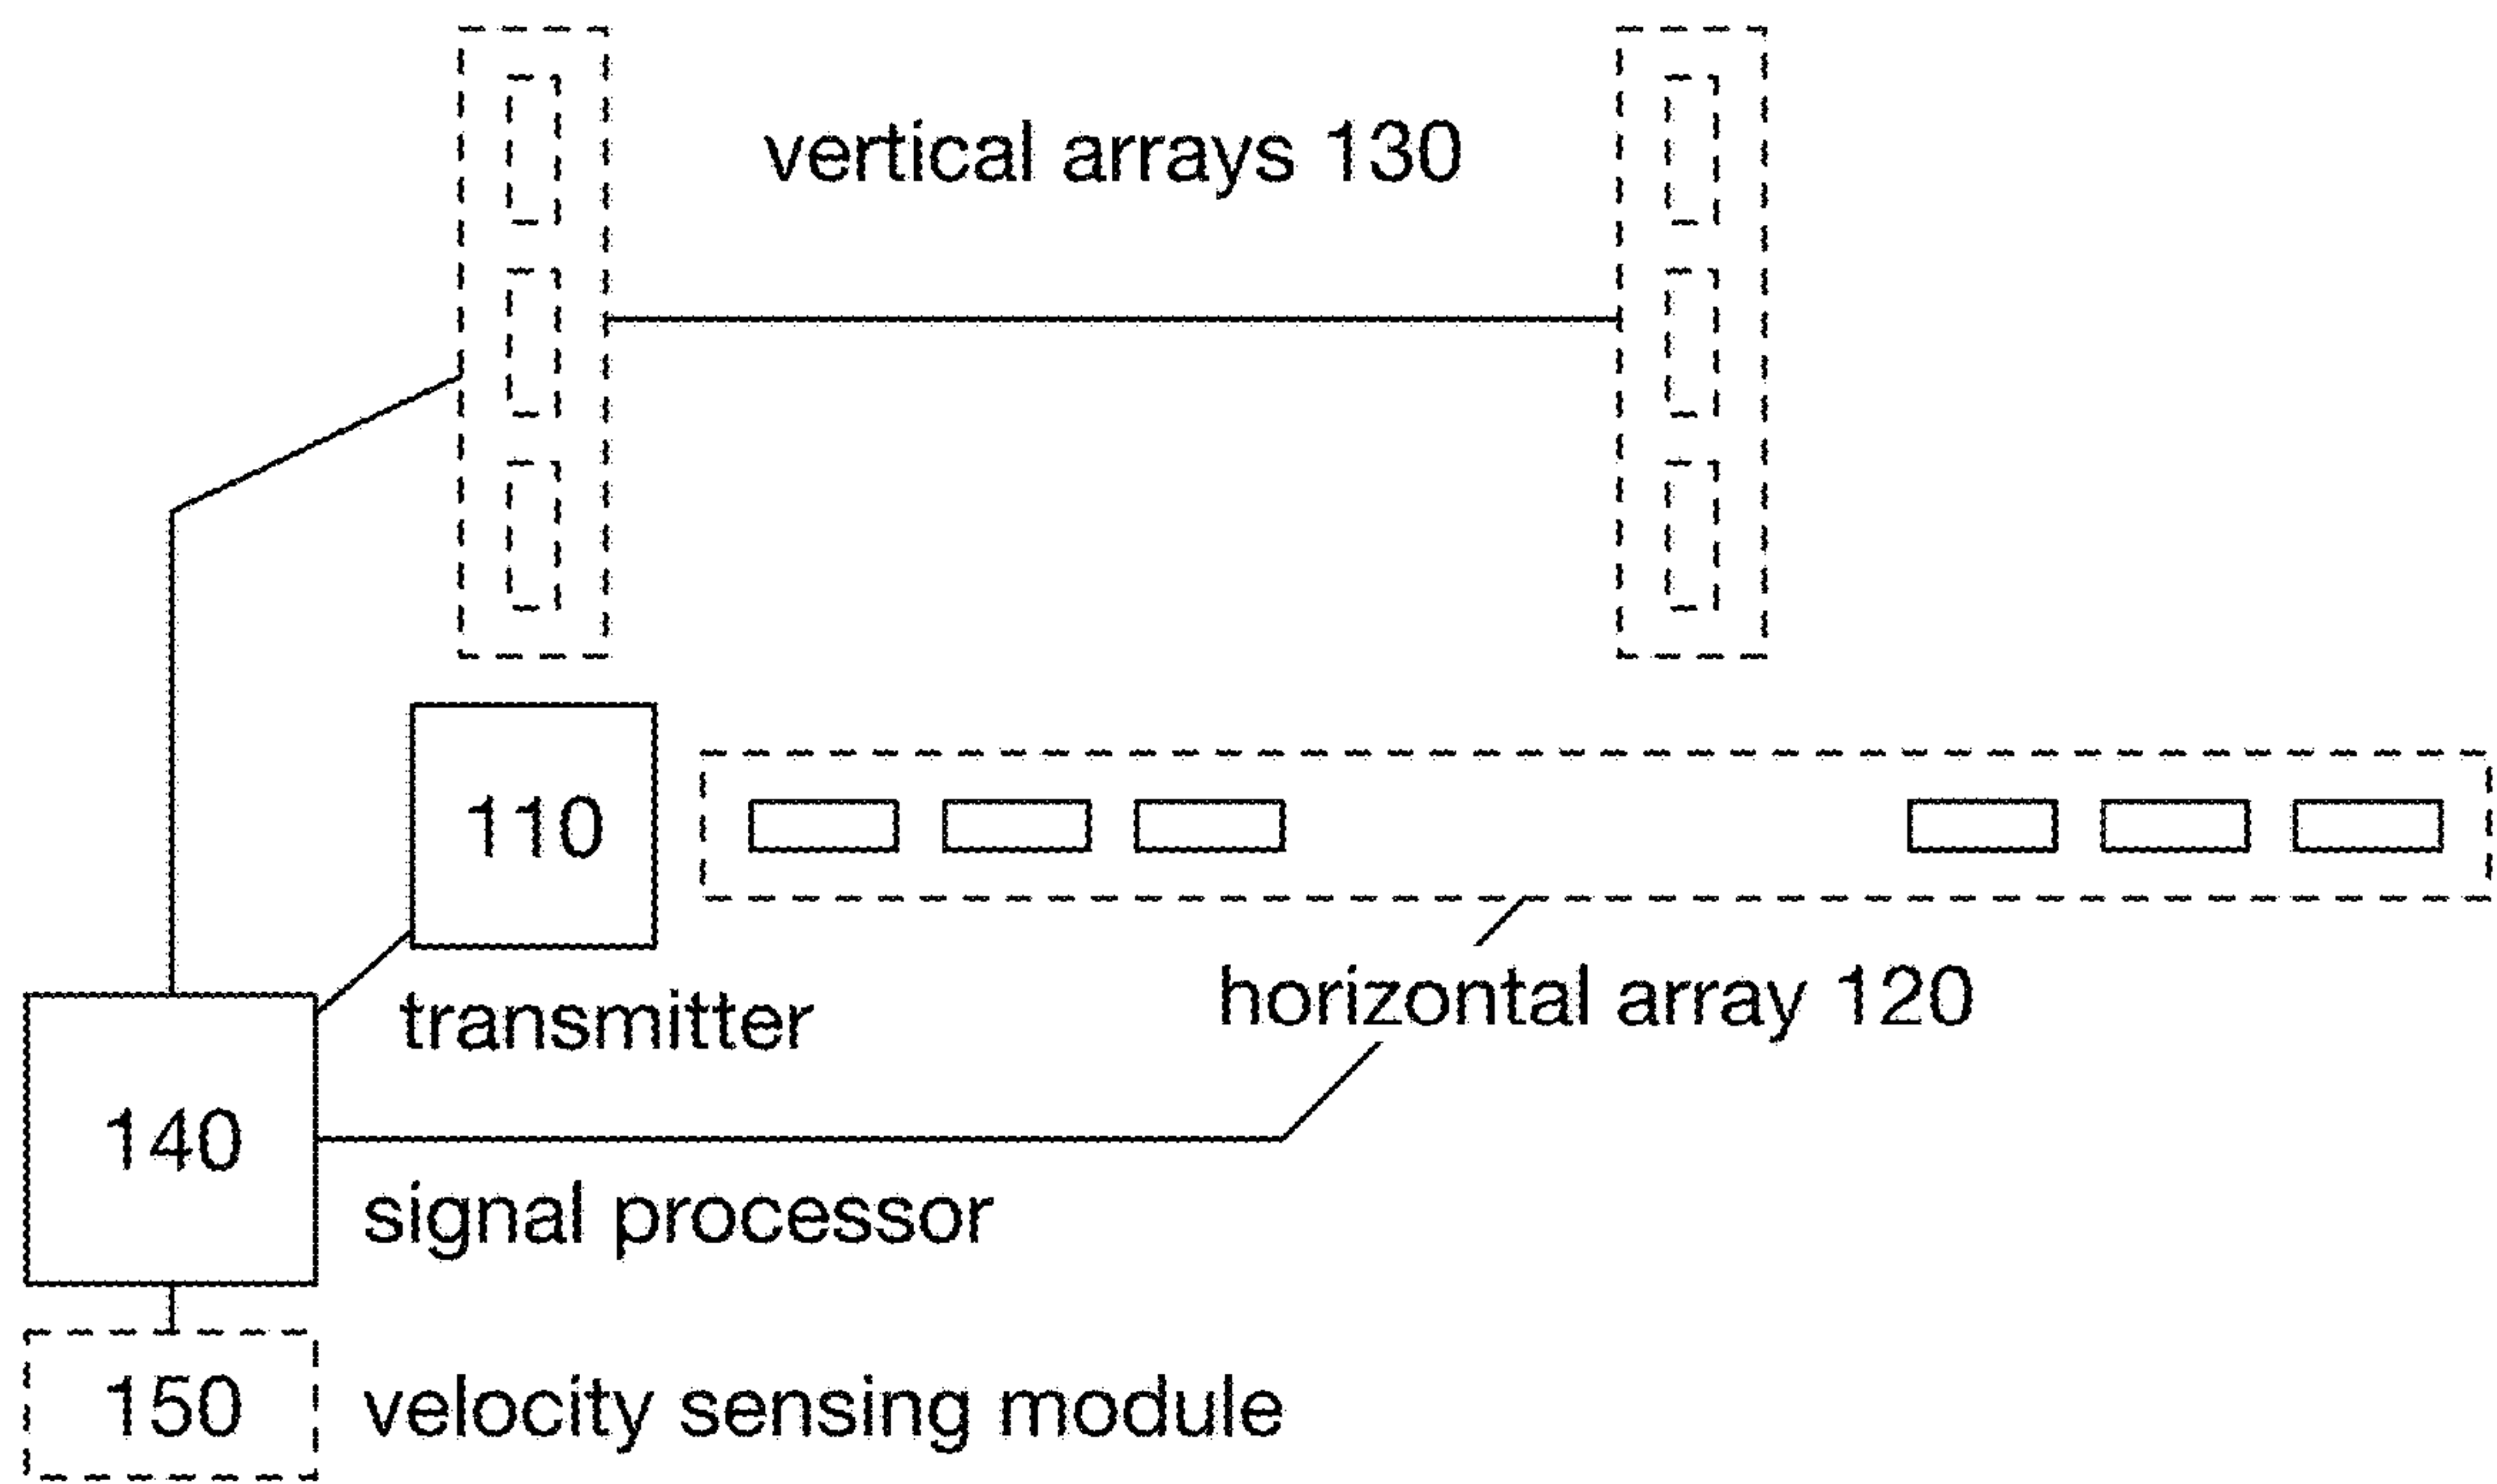 vertical arrays 130
110
transmitter
horizontal array 120
140
signal processor
150
velocity sensing module